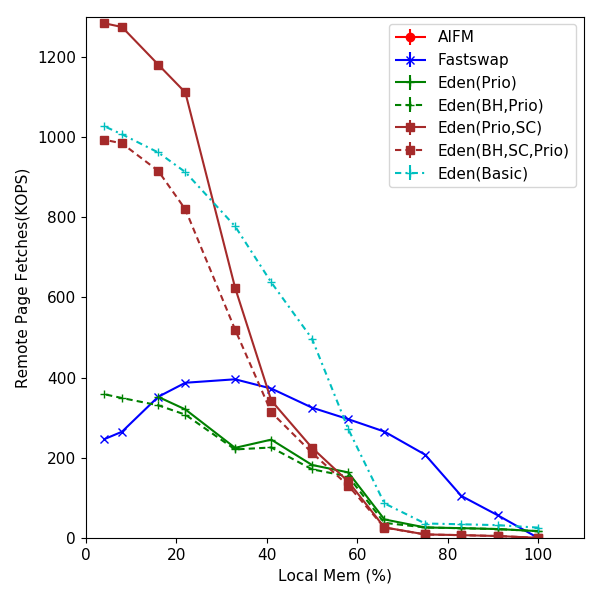 1200
1000
800
600
400
200
0
0
20
40
60
80
100
Remote Page Fetches(KOPS)
Local Mem (%)
AIFM
Fastswap
Eden(Prio)
Eden(BH,Prio)
Eden(Prio,SC)
Eden(BH,SC,Prio)
Eden(Basic)